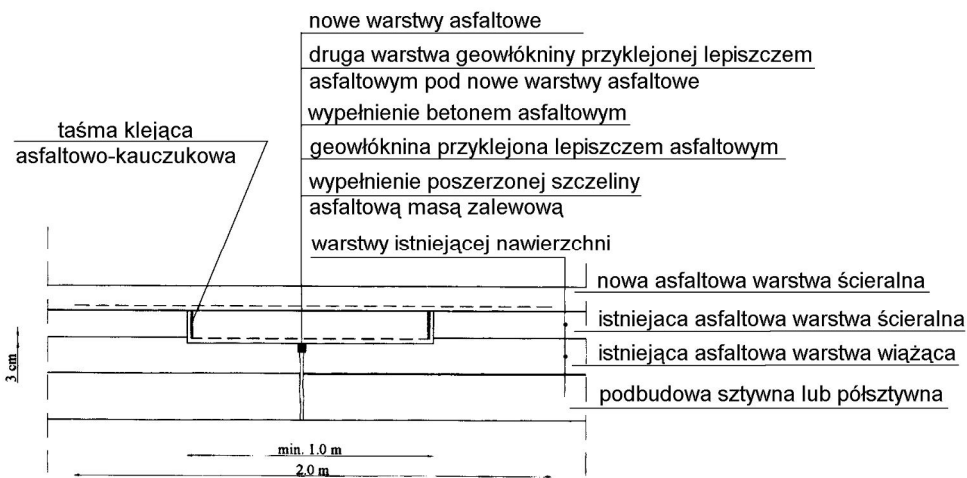 nowe warstwy asfaltowe
druga warstwa geowłókniny przyklejonej lepiszczem
asfaltowym pod nowe warstwy asfaltowe
wypełnienie betonem asfaltowym
taśma klejąca
asfaltowo-kauczukowa
geowłóknina przyklejona lepiszczem asfaltowym
wypełnienie poszerzonej szczeliny
asfaltową masą zalewową
warstwy istniejącej nawierzchni
nowa asfaltowa warstwa ścieralna
istniejaca asfaltowa warstwa ścieralna
istniejąca asfaltowa warstwa wiążąca
3 cm
podbudowa sztywna lub półsztywna
min. 1.0 m
2.0 m